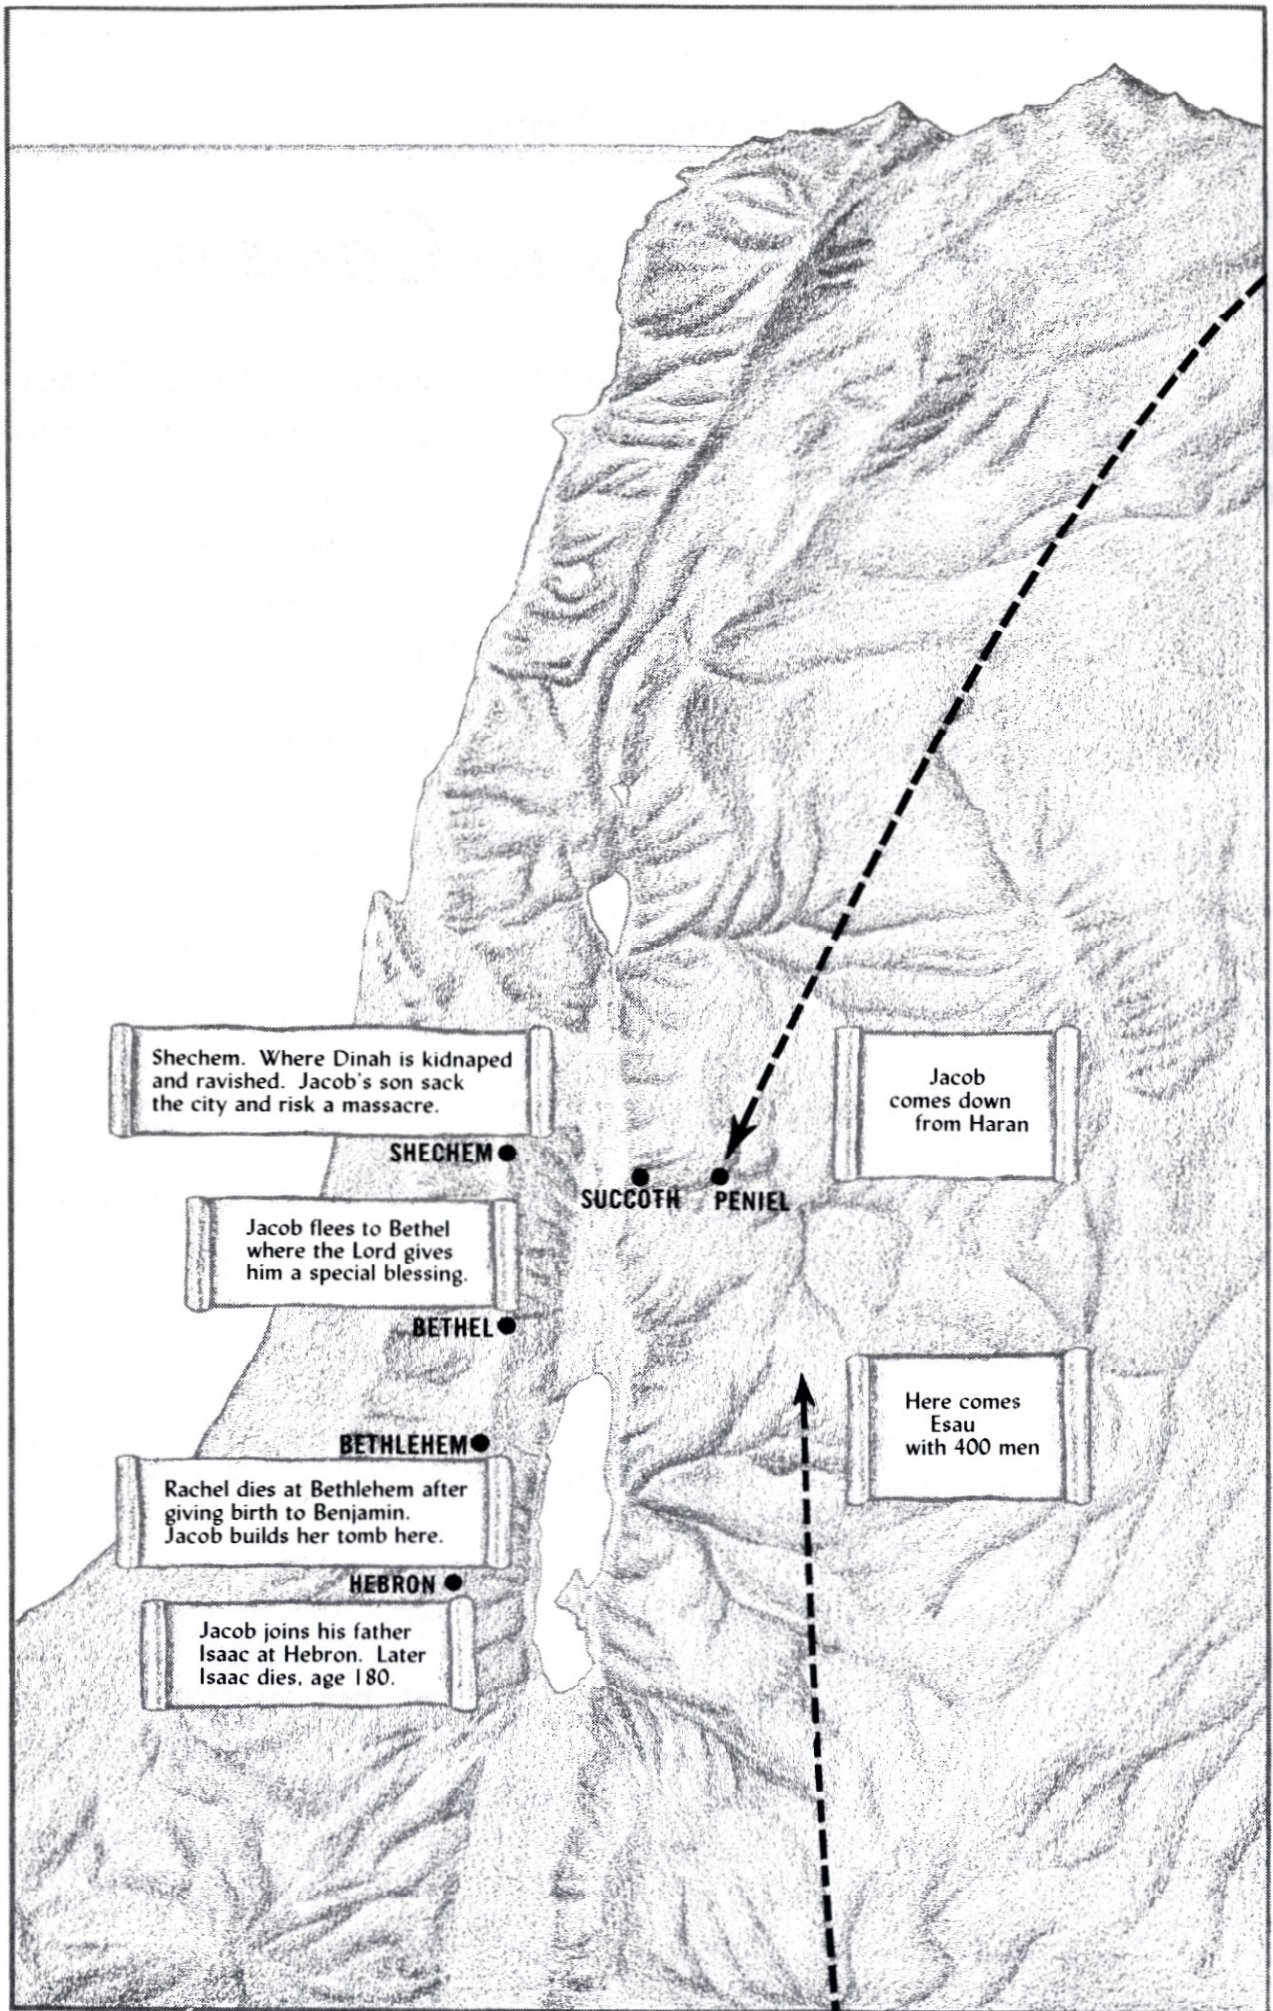 Shechem. Where Dinah is kidnaped
and ravished. Jacob's son sack
the city and risk a massacre.
SHECHEM
Jacob
comes down
from Haran
SUCCOTH
PENIEL
Jacob flees to Bethel
where the Lord gives
him a special blessing.
BETHEL
Here comes
Esau
with 400 men
BETHLEHEM
Rachel dies at Bethlehem after
giving birth to Benjamin.
Jacob builds her tomb here.
HEBRON
Jacob joins his father
Isaac at Hebron. Later
Isaac dies, age 180.